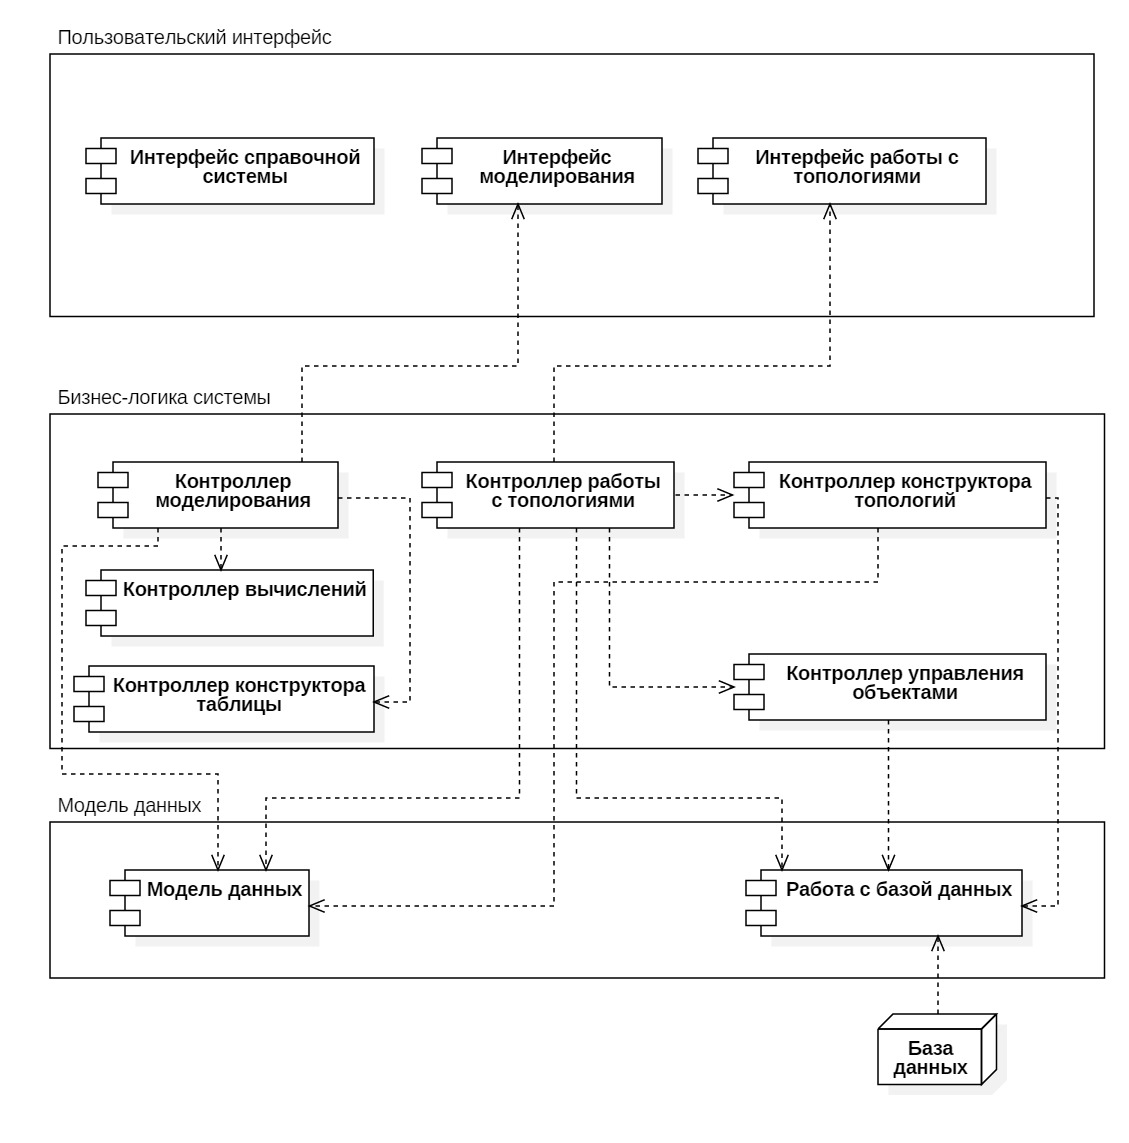 Пользовательский интерфейс
Интерфейс справочной
системы
Интерфейс
моделирования
Интерфейс работы с
топологиями
Бизнес-логика системы
Контроллер
моделирования
Контроллер работы
с топологиями
Контроллер конструктора
топологий
Контроллер вычислений
Контроллер конструктора
таблицы
Контроллер управления
объектами
Модель данных
Модель данных
Работа с базой данных
База
данных